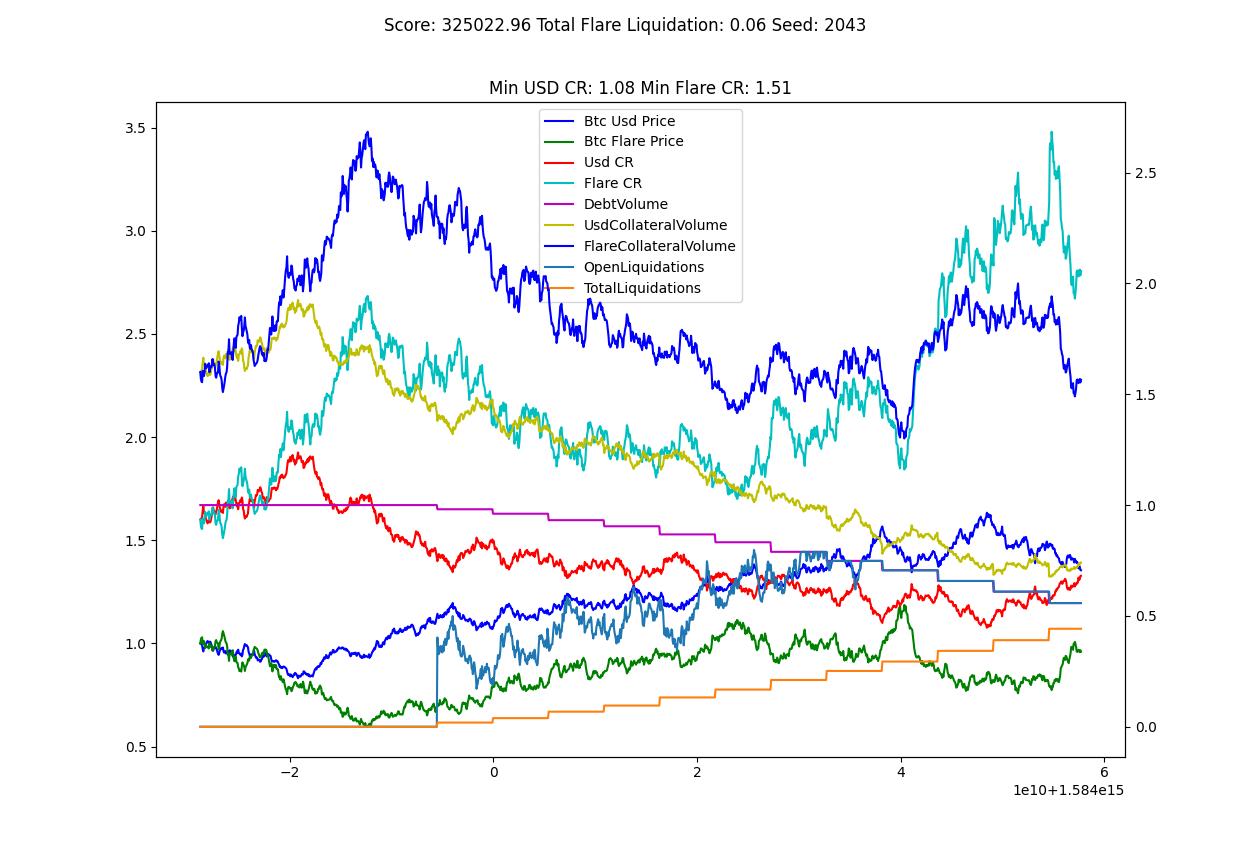 Score: 325022.96 Total Flare Liquidation: 0.06 Seed: 2043
Min USD CR: 1.08 Min Flare CR: 1.51
Btc Usd Price
Btc Flare Price
Usd CR
Flare CR
DebtVolume
UsdCollateralVolume
FlareCollateralVolume
OpenLiquidations
TotalLiquidations
3.5
3.0
2.5
2.0
1.5
1.0
0.5
2.5
2.0
1.5
1.0
0.5
0.0
−2 0 2 4 6
1e10+1.584e15